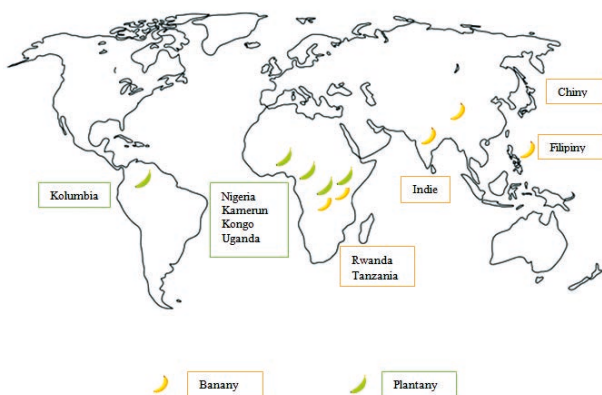 Chiny
Filipiny
Indie
Kolumbia
Nigeria
Kamerun
Kongo
Uganda
Rwanda
Tanzania
Banany
Plantany